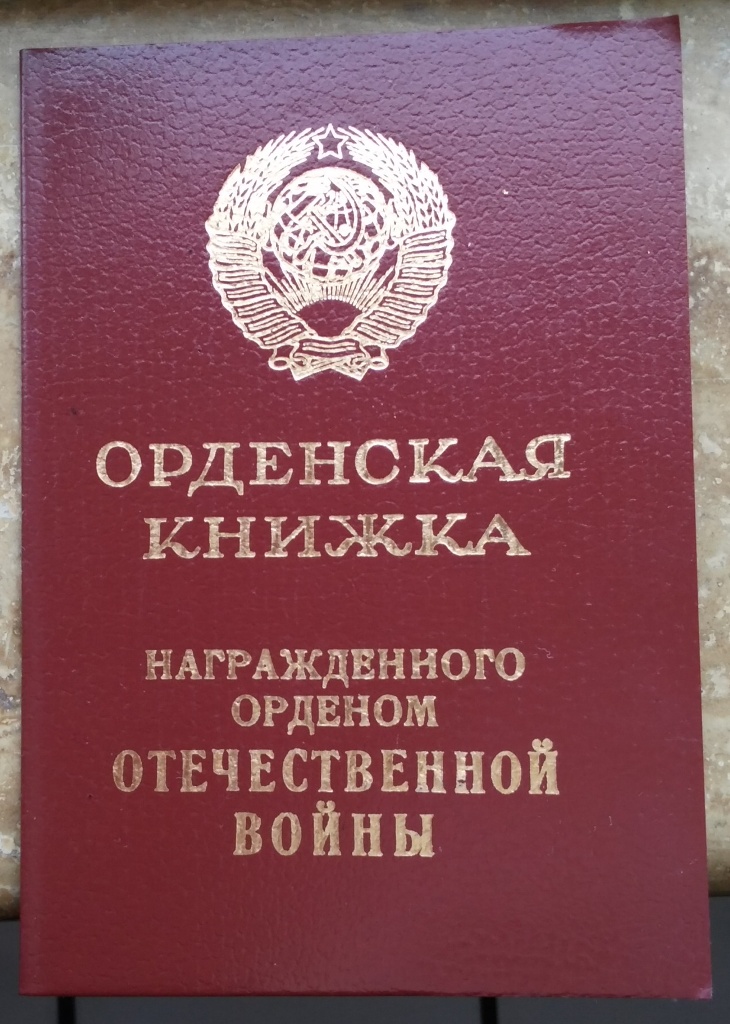 ОРДЕНСКАЯ
КНИЖКА
НАГРАЖДЕННОГО
ОРДЕНОМ
ОТЕЧЕСТВЕННОЙ
ВОЙНЫ